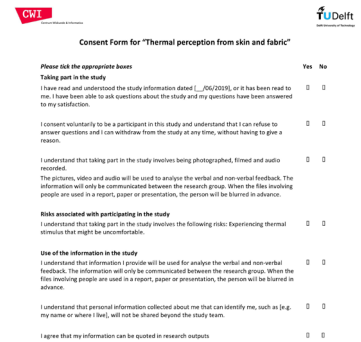 CWI
Centrum Wiskunde & Informatica
TUDelft
Delft University of Technology
Consent Form for “Thermal perception from skin and fabric”
Please tick the appropriate boxes Yes No
Taking part in the study
I have read and understood the study information dated [__/06/2019], or it has been read to
me. I have been able to ask questions about the study and my questions have been answered
to my satisfaction.
I consent voluntarily to be a participant in this study and understand that I can refuse to
answer questions and I can withdraw from the study at any time, without having to give a
reason.
I understand that taking part in the study involves being photographed, filmed and audio
recorded.
The pictures, video and audio will be used to analyse the verbal and non-verbal feedback. The
information will only be communicated between the research group. When the files involving
people are used in a report, paper or presentation, the person will be blurred in advance.
Risks associated with participating in the study
I understand that taking part in the study involves the following risks: Experiencing thermal
stimulus that might be uncomfortable.
Use of the information in the study
I understand that information I provide will be used for analyse the verbal and non-verbal
feedback. The information will only be communicated between the research group. When the
files involving people are used in a report, paper or presentation, the person will be blurred in
advance.
I understand that personal information collected about me that can identify me, such as [e.g.
my name or where I live], will not be shared beyond the study team.
I agree that my information can be quoted in research outputs